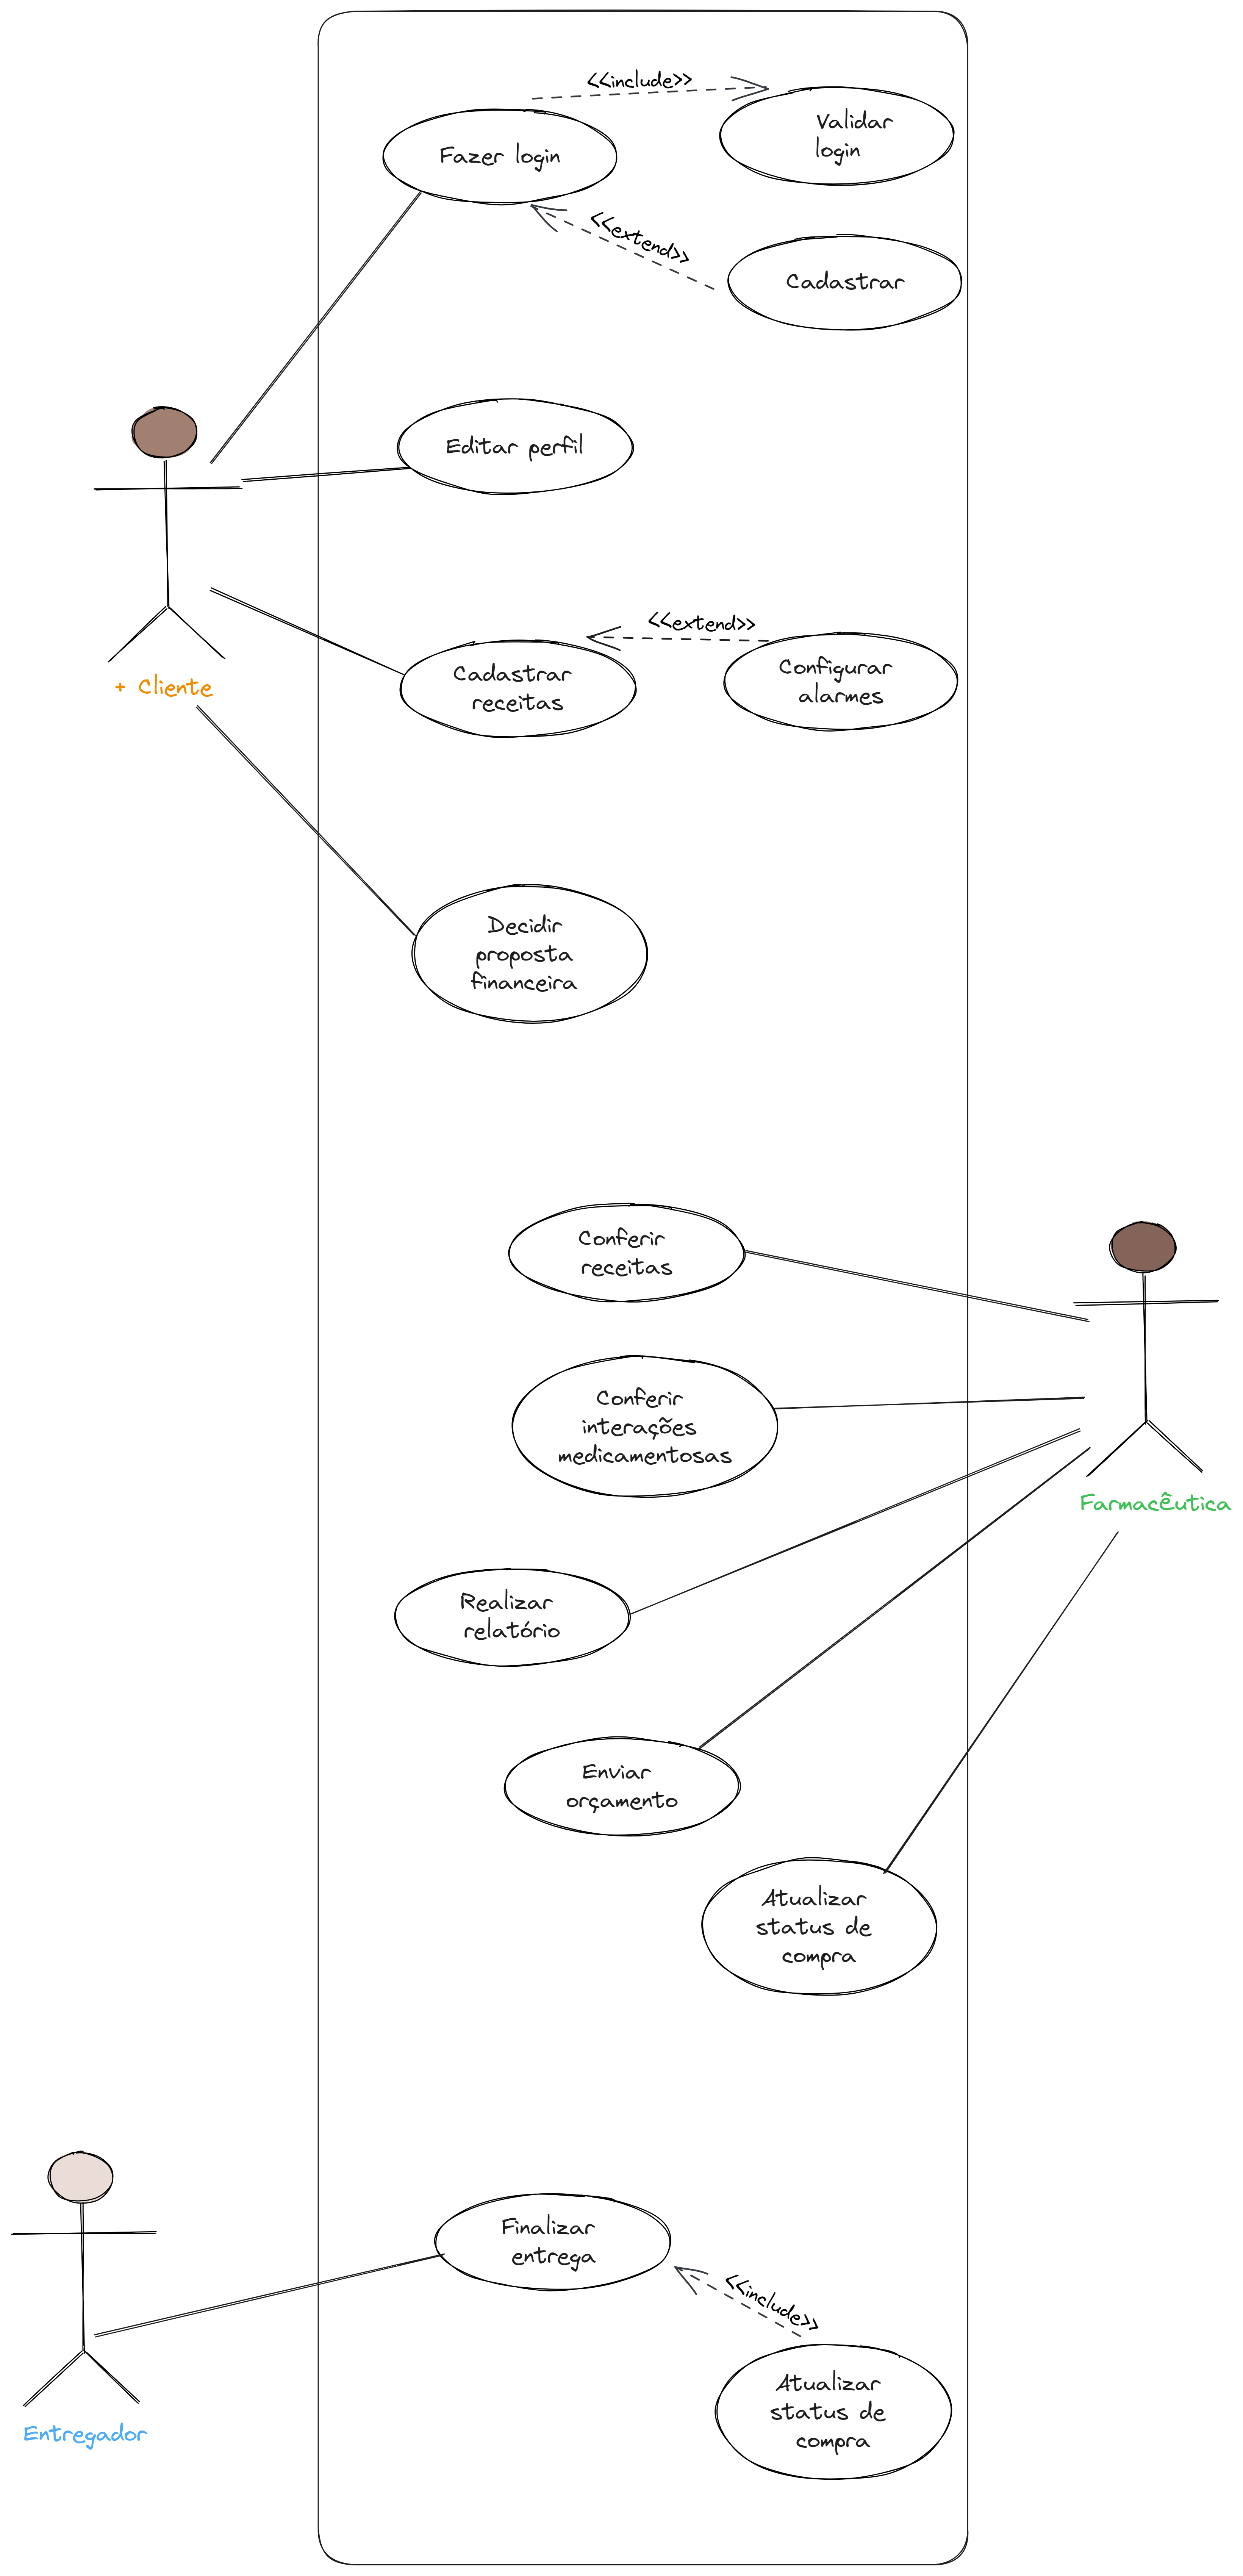 <<include>>
Validar
login
Fazer login
<<extend>>
Cadastrar
Editar perfil
<<extend>>
Cadastrar
receitas
Configurar
alarmes
+ Cliente
Decidir
proposta
financeira
Conferir
receitas
Conferir
interações
medicamentosas
Farmacêutica
Realizar
relatório
Enviar
orçamento
Atualizar
status de
compra
Finalizar
entrega
<<include>>
Atualizar
status de
compra
Entregador